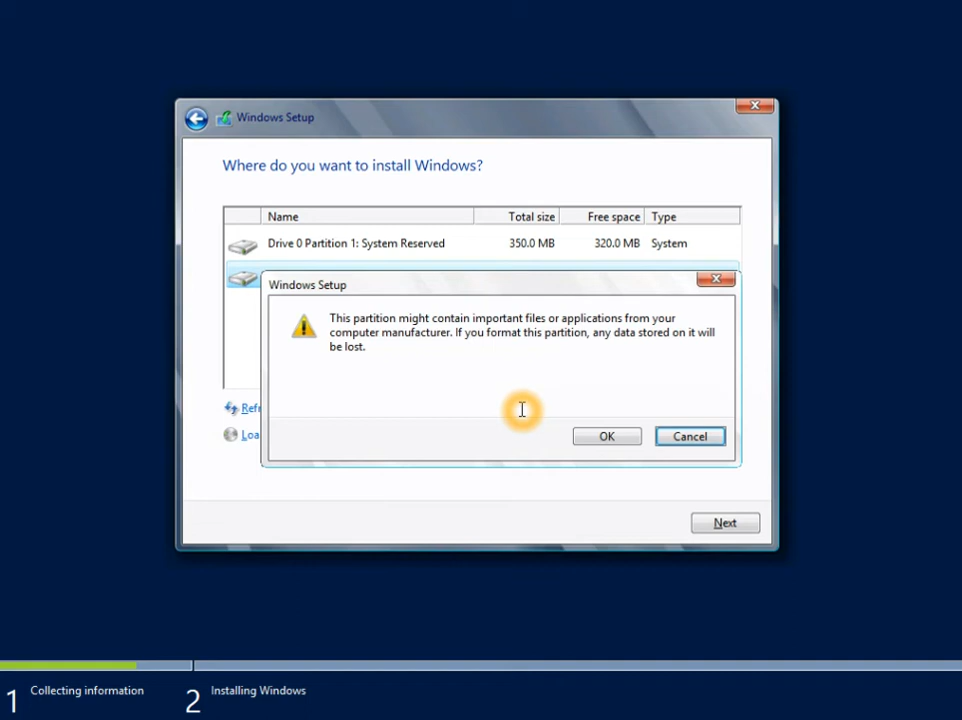 Windows Setup
Where do you want to install Windows?
Name Total size Free space Type
Drive 0 Partition 1: System Reserved 350.0 MB 320.0 MB System
Windows Setup
This partition might contain important files or applications from your
computer manufacturer. If you format this partition, any data stored on it will
be lost.
OK Cancel
Next
1 Collecting information 2 Installing Windows